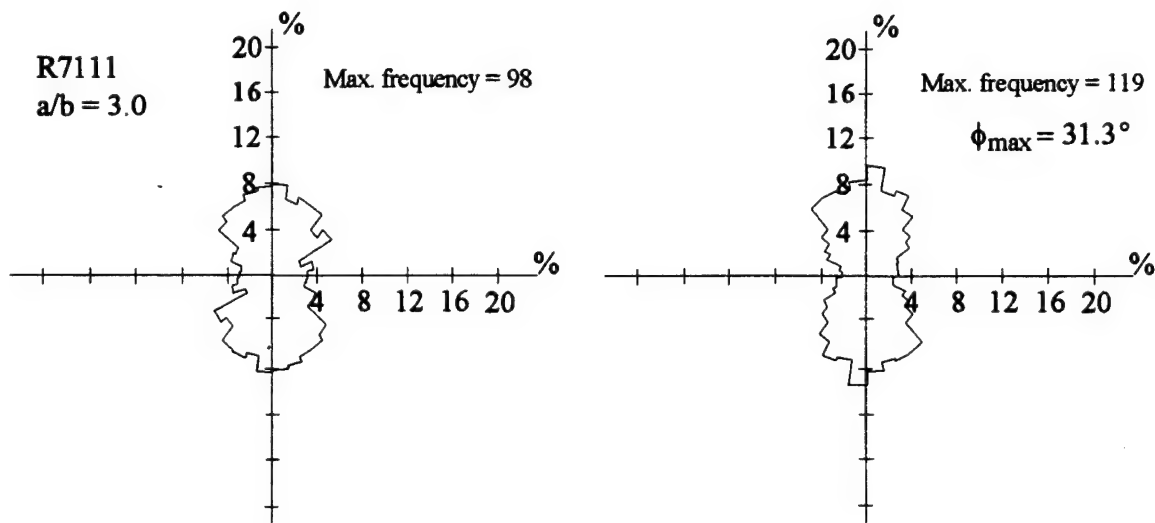 R7111
a/b = 3.0
Max. frequency = 98
%
20
16
12
8
4
%
4 8 12 16 20
Max. frequency = 119
ϕmax = 31.3°
%
20
16
12
8
4
%
4 8 12 16 20